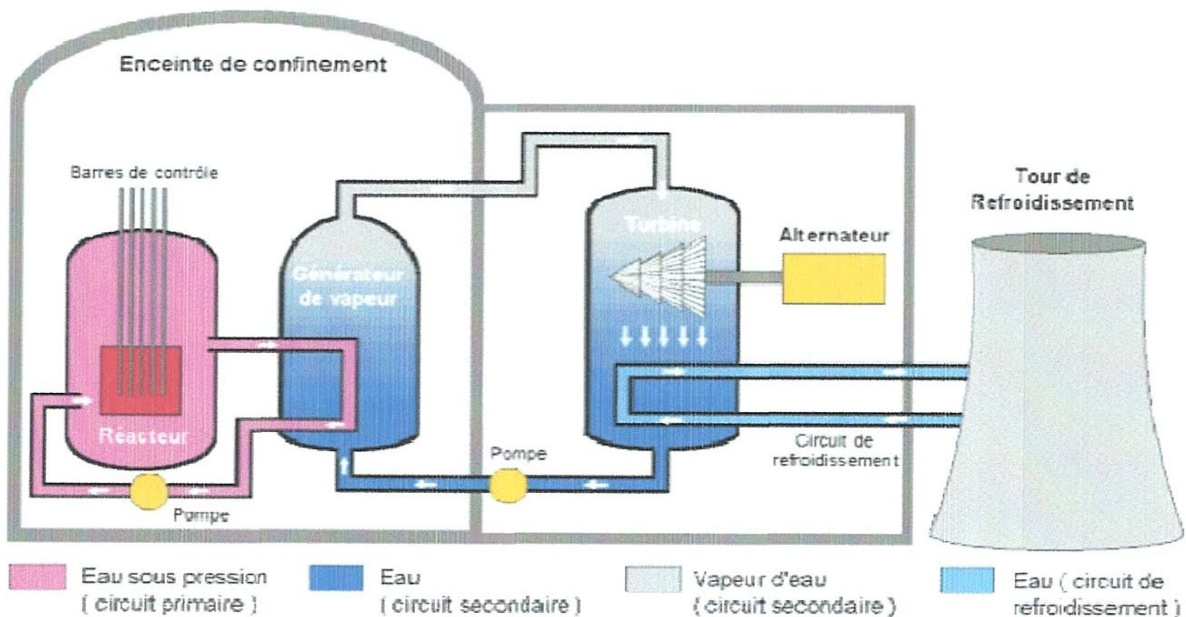 Enceinte de confinement
Barres de contrôle
Réacteur
Pompe
Générateur
de vapeur
Pompe
Turbine
Alternateur
Circuit de
refroidissement
Tour de
Refroidissement
Eau sous pression
( circuit primaire )
Eau
( circuit secondaire )
Vapeur d'eau
( circuit secondaire )
Eau ( circuit de
refroidissement )